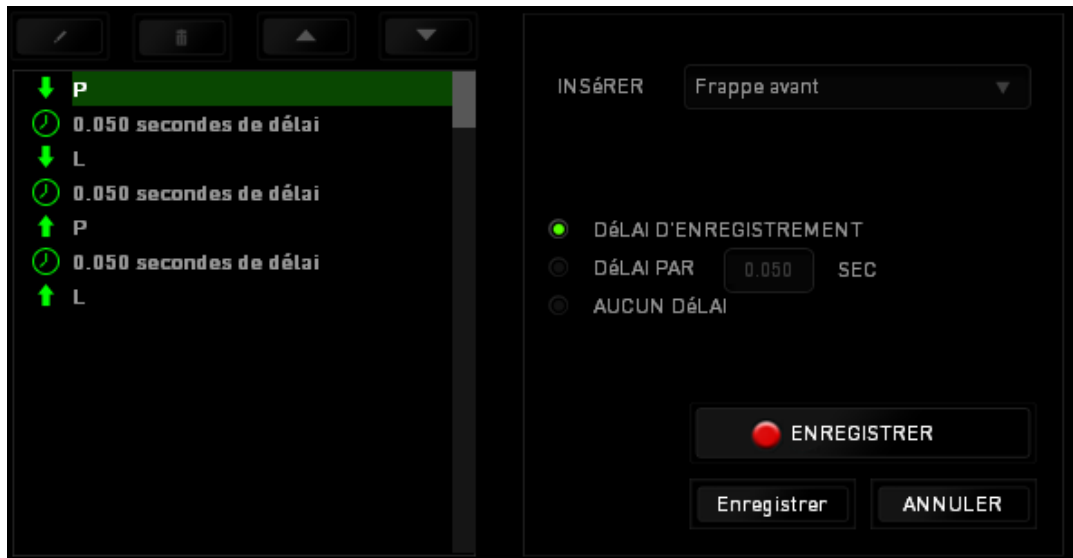 P
0.050 secondes de délai
L
0.050 secondes de délai
P
0.050 secondes de délai
L
INSéRER Frappe avant
DéLAI D'ENREGISTREMENT
DéLAI PAR 0.050 SEC
AUCUN DéLAI
ENREGISTRER
Enregistrer ANNULER